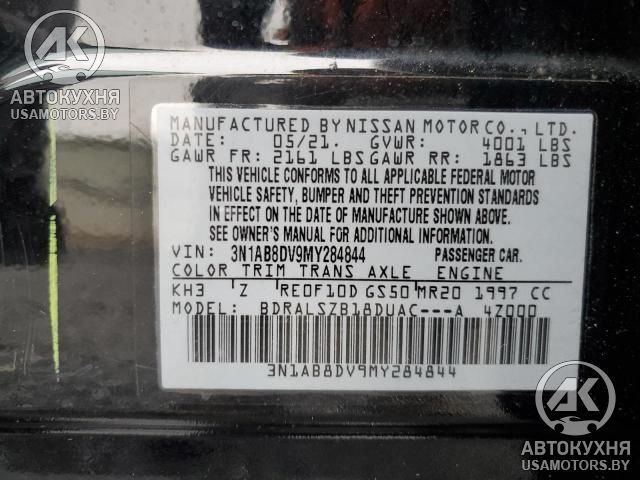 AK
АВТОКУХНЯ
USAMOTORS.BY
MANUFACTURED BY NISSAN MOTOR CO., LTD.
DATE: 05/21. GVWR: 4001 LBS
GAWR FR: 2161 LBS GAWR RR: 1863 LBS
THIS VEHICLE CONFORMS TO ALL APPLICABLE FEDERAL MOTOR
VEHICLE SAFETY, BUMPER AND THEFT PREVENTION STANDARDS
IN EFFECT ON THE DATE OF MANUFACTURE SHOWN ABOVE.
SEE OWNER'S MANUAL FOR ADDITIONAL INFORMATION.
VIN: 3N1AB8DV9MY284844 PASSENGER CAR.
COLOR TRIM TRANS AXLE ENGINE
KH3 Z RE0F10D GS50 MR20 1997 CC
MODEL: BDRALSZB18DUAC---A 4Z000
3N1AB8DV9MY284844
AK
АВТОКУХНЯ
USAMOTORS.BY